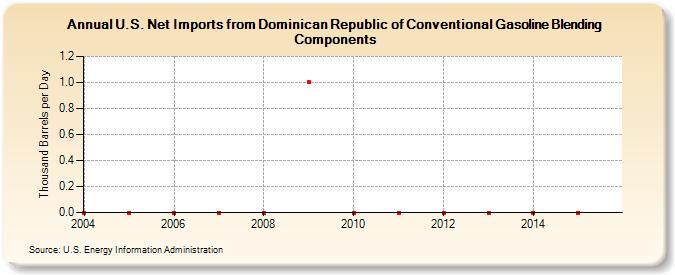 Annual U.S. Net Imports from Dominican Republic of Conventional Gasoline Blending
Components
Thousand Barrels per Day
1.2
1.0
0.8
0.6
0.4
0.2
0.0
2004 2006 2008 2010 2012 2014
Source: U.S. Energy Information Administration